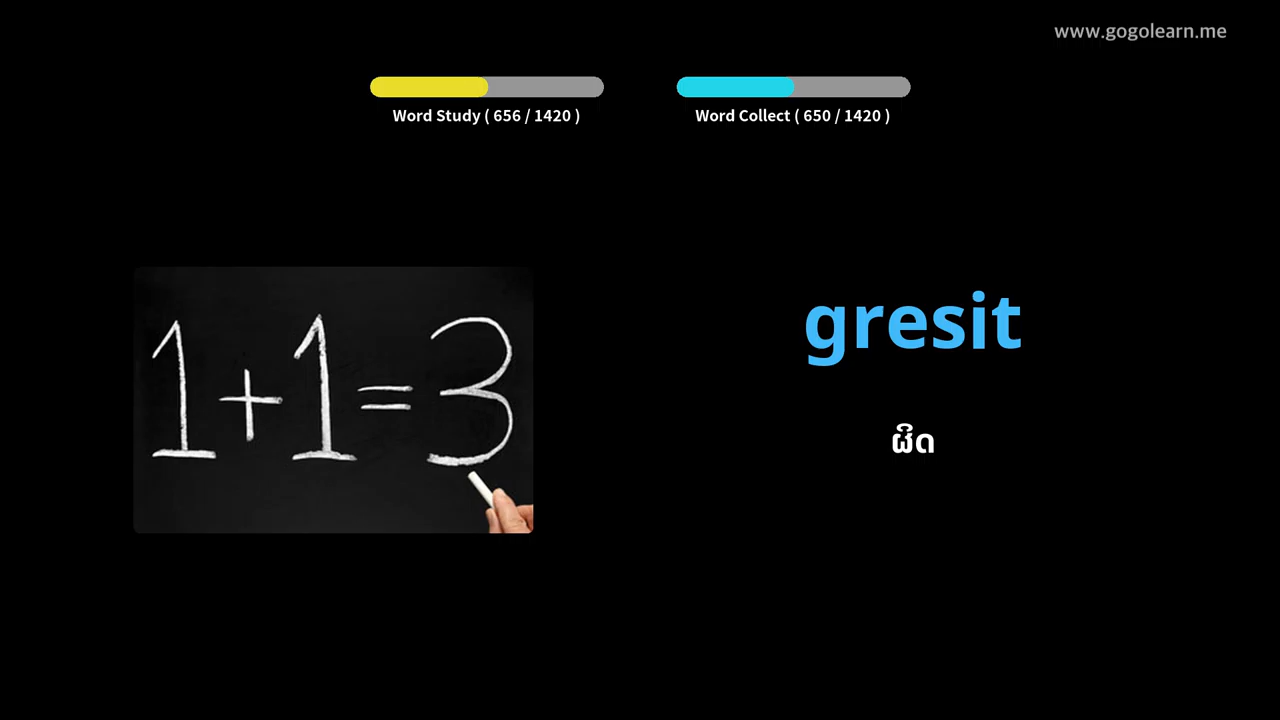 www.gogolearn.me
Word Study ( 656 / 1420 )
Word Collect ( 650 / 1420 )
1+1=3
gresit
ຜິດ